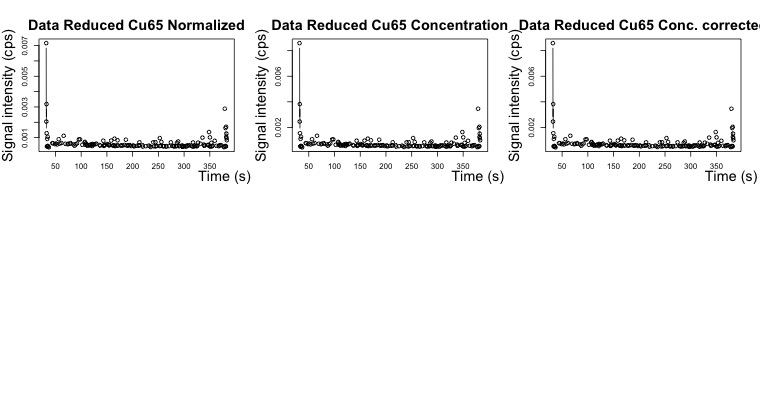 Data Reduced Cu65 Normalized
Signal intensity (cps)
0.001 0.003 0.005 0.007
50 100 150 200 250 300 350
Time (s)
Data Reduced Cu65 Concentration
Signal intensity (cps)
0.002 0.006
50 100 150 200 250 300 350
Time (s)
Data Reduced Cu65 Conc. corrected
Signal intensity (cps)
0.002 0.006
50 100 150 200 250 300 350
Time (s)